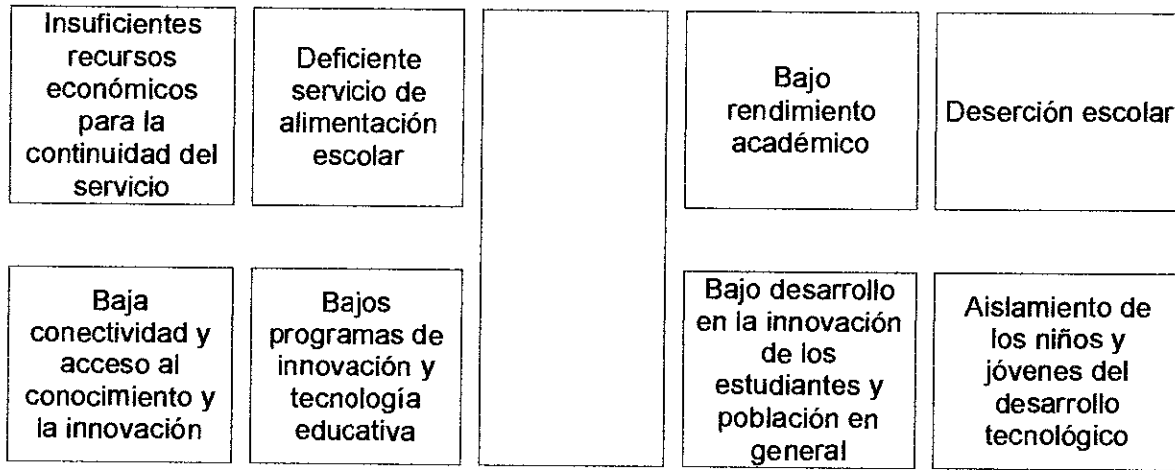 Insuficientes
recursos
económicos
para la
continuidad del
servicio
Deficiente
servicio de
alimentación
escolar
Bajo
rendimiento
académico
Deserción escolar
Baja
conectividad y
acceso al
conocimiento y
la innovación
Bajos
programas de
innovación y
tecnología
educativa
Bajo desarrollo
en la innovación
de los
estudiantes y
población en
general
Aislamiento de
los niños y
jóvenes del
desarrollo
tecnológico